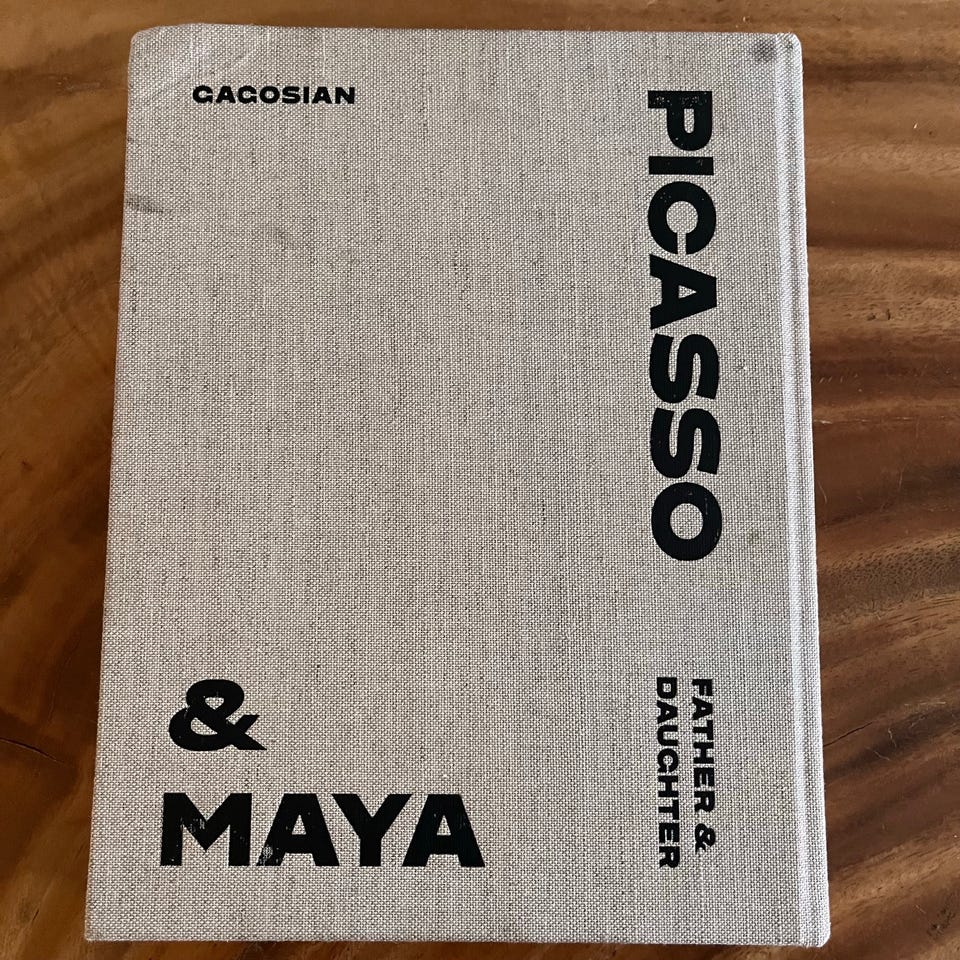 GAGOSIAN
PICASSO
& 
MAYA
FATHER &
DAUGHTER